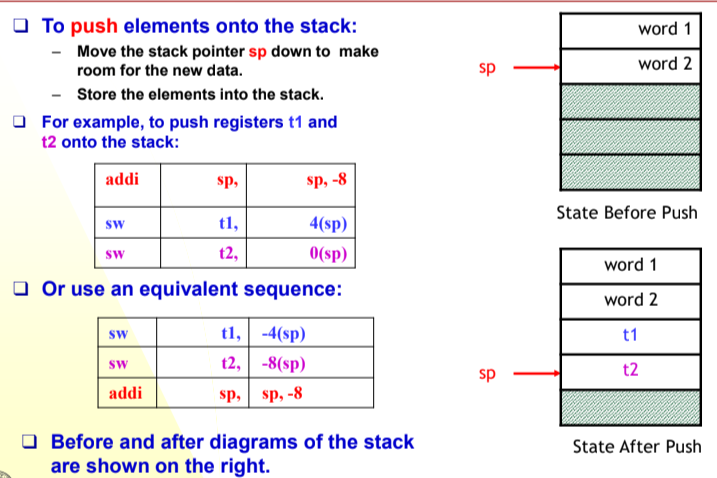 To push elements onto the stack:
– Move the stack pointer sp down to make
room for the new data.
– Store the elements into the stack.
For example, to push registers t1 and
t2 onto the stack:
addi sp, sp, -8
sw t1, 4(sp)
sw t2, 0(sp)
Or use an equivalent sequence:
sw t1, -4(sp)
sw t2, -8(sp)
addi sp, sp, -8
Before and after diagrams of the stack
are shown on the right.
word 1
sp word 2
State Before Push
word 1
word 2
t1
sp t2
State After Push